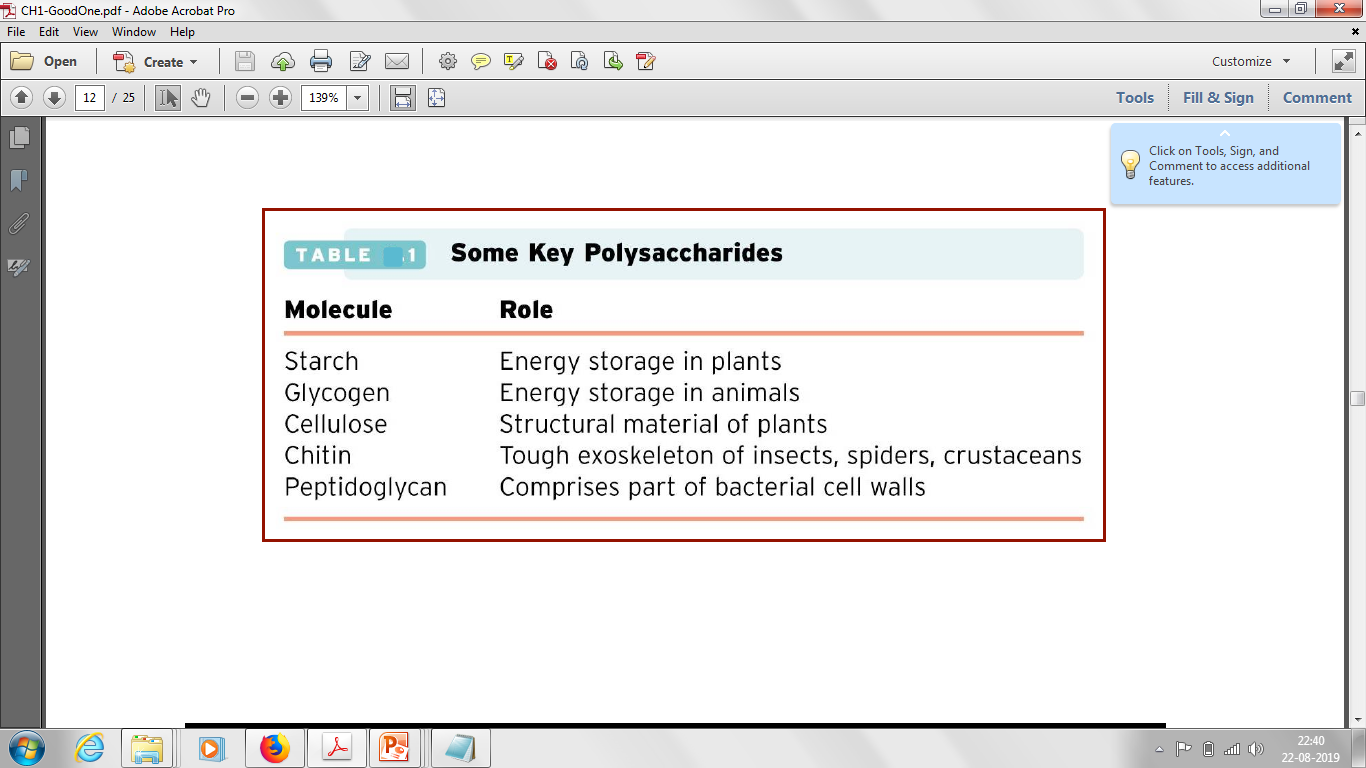 CH1-GoodOne.pdf - Adobe Acrobat Pro
File Edit View Window Help
Open Create Customize
12 / 25 139% Tools Fill & Sign Comment
Click on Tools, Sign, and
Comment to access additional
features.
TABLE 1 Some Key Polysaccharides
Molecule Role
Starch Energy storage in plants
Glycogen Energy storage in animals
Cellulose Structural material of plants
Chitin Tough exoskeleton of insects, spiders, crustaceans
Peptidoglycan Comprises part of bacterial cell walls
22:40
22-08-2019